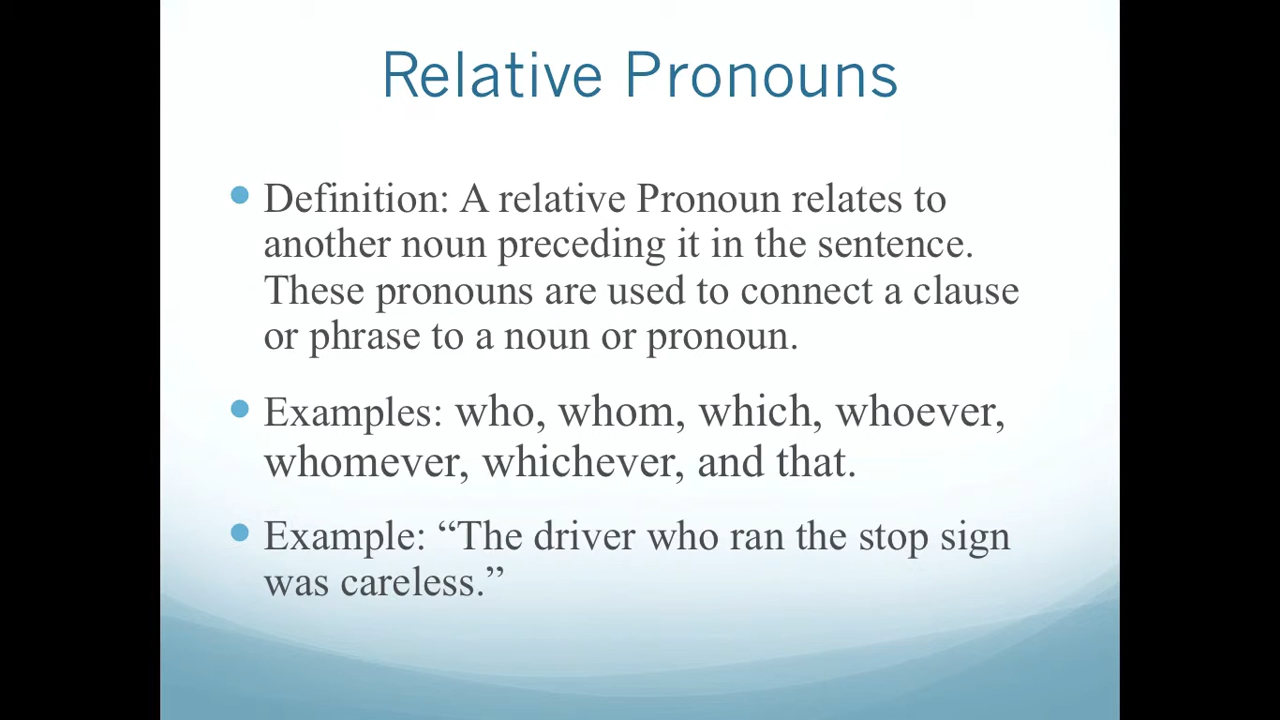 Relative Pronouns
Definition: A relative Pronoun relates to
another noun preceding it in the sentence.
These pronouns are used to connect a clause
or phrase to a noun or pronoun.
Examples: who, whom, which, whoever,
whomever, whichever, and that.
Example: “The driver who ran the stop sign
was careless.”